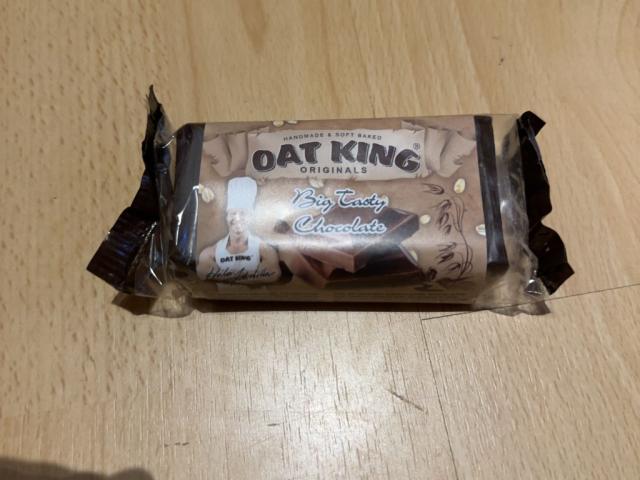 HANDMADE & SOFT BAKED
OAT KING®
ORIGINALS
Big Tasty
Chocolate
OAT KING